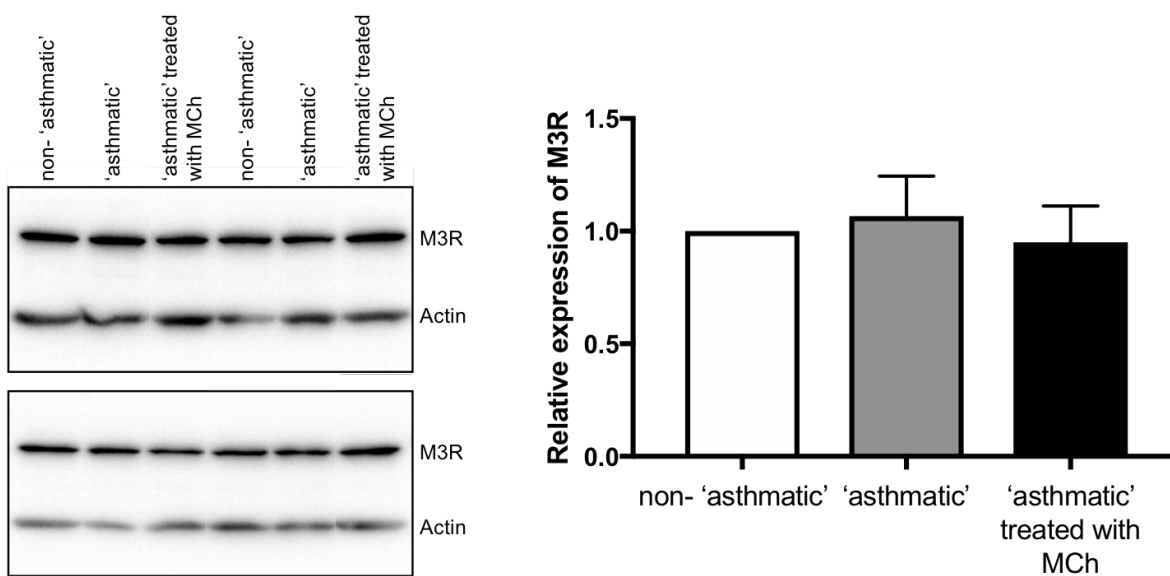 non- ‘asthmatic’
‘asthmatic’
‘asthmatic’ treated
with MCh
non- ‘asthmatic’
‘asthmatic’
‘asthmatic’ treated
with MCh
M3R
Actin
M3R
Actin
Relative expression of M3R
1.5
1.0
0.5
0.0
non- ‘asthmatic’
‘asthmatic’
‘asthmatic’
treated with
MCh